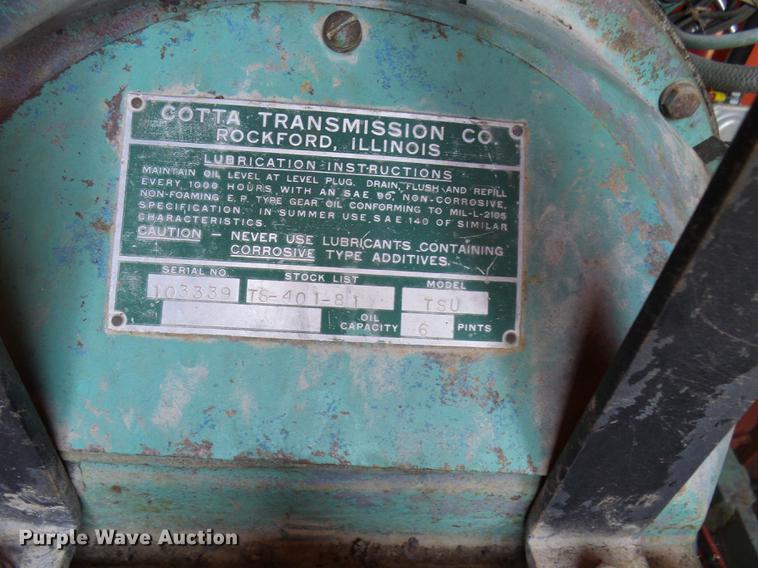 COTTA TRANSMISSION CO.
ROCKFORD, ILLINOIS
LUBRICATION INSTRUCTIONS
MAINTAIN OIL LEVEL AT LEVEL PLUG. DRAIN, FLUSH AND REFILL
EVERY 1000 HOURS WITH AN SAE 90, NON-CORROSIVE,
NON-FOAMING E.P. TYPE GEAR OIL CONFORMING TO MIL-L-2105
SPECIFICATION. IN SUMMER USE SAE 140 OF SIMILAR
CHARACTERISTICS.
CAUTION - NEVER USE LUBRICANTS CONTAINING
CORROSIVE TYPE ADDITIVES.
SERIAL NO. STOCK LIST MODEL
103339 TS-401-81 TSU
OIL CAPACITY 6 PINTS
Purple Wave Auction®